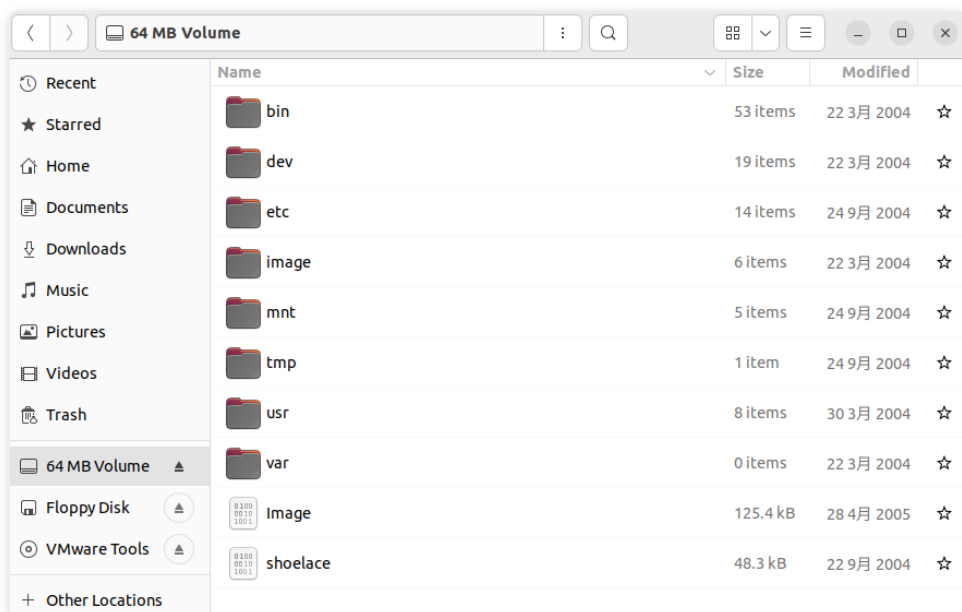 64 MB Volume
Name Size Modified
Recent
Starred
Home
Documents
Downloads
Music
Pictures
Videos
Trash
64 MB Volume
Floppy Disk
VMware Tools
Other Locations
bin 53 items 22 3月 2004
dev 19 items 22 3月 2004
etc 14 items 24 9月 2004
image 6 items 22 3月 2004
mnt 5 items 24 9月 2004
tmp 1 item 24 9月 2004
usr 8 items 30 3月 2004
var 0 items 22 3月 2004
Image 125.4 kB 28 4月 2005
shoelace 48.3 kB 22 9月 2004